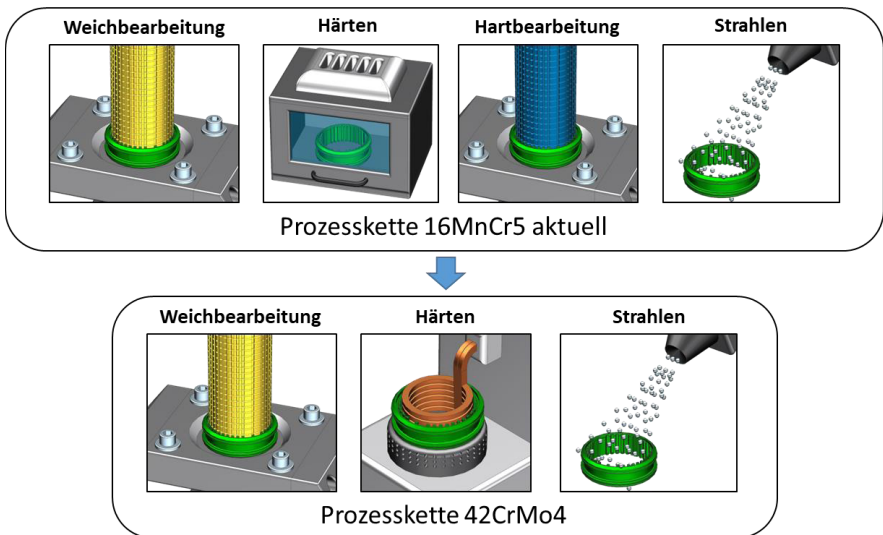 Weichbearbeitung
Härten
Hartbearbeitung
Strahlen
Prozesskette 16MnCr5 aktuell
Weichbearbeitung
Härten
Strahlen
Prozesskette 42CrMo4